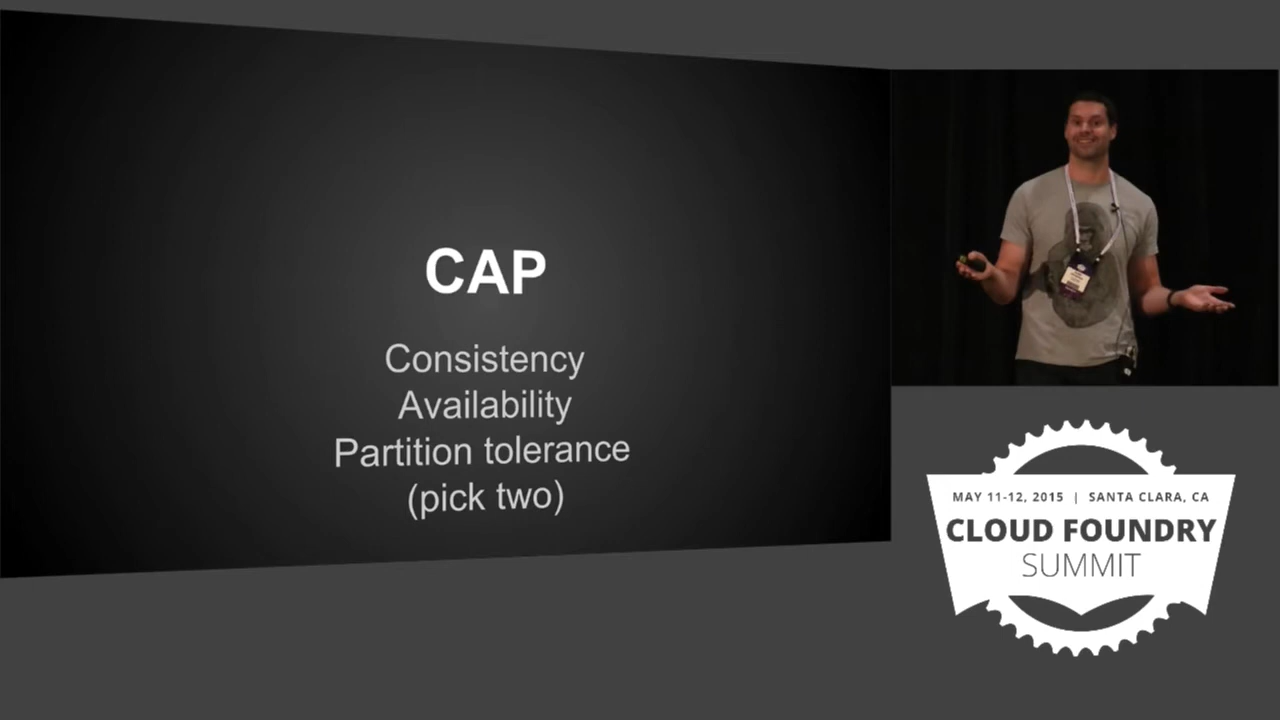 CAP
Consistency
Availability
Partition tolerance
(pick two)
MAY 11-12, 2015 | SANTA CLARA, CA
CLOUD FOUNDRY
SUMMIT